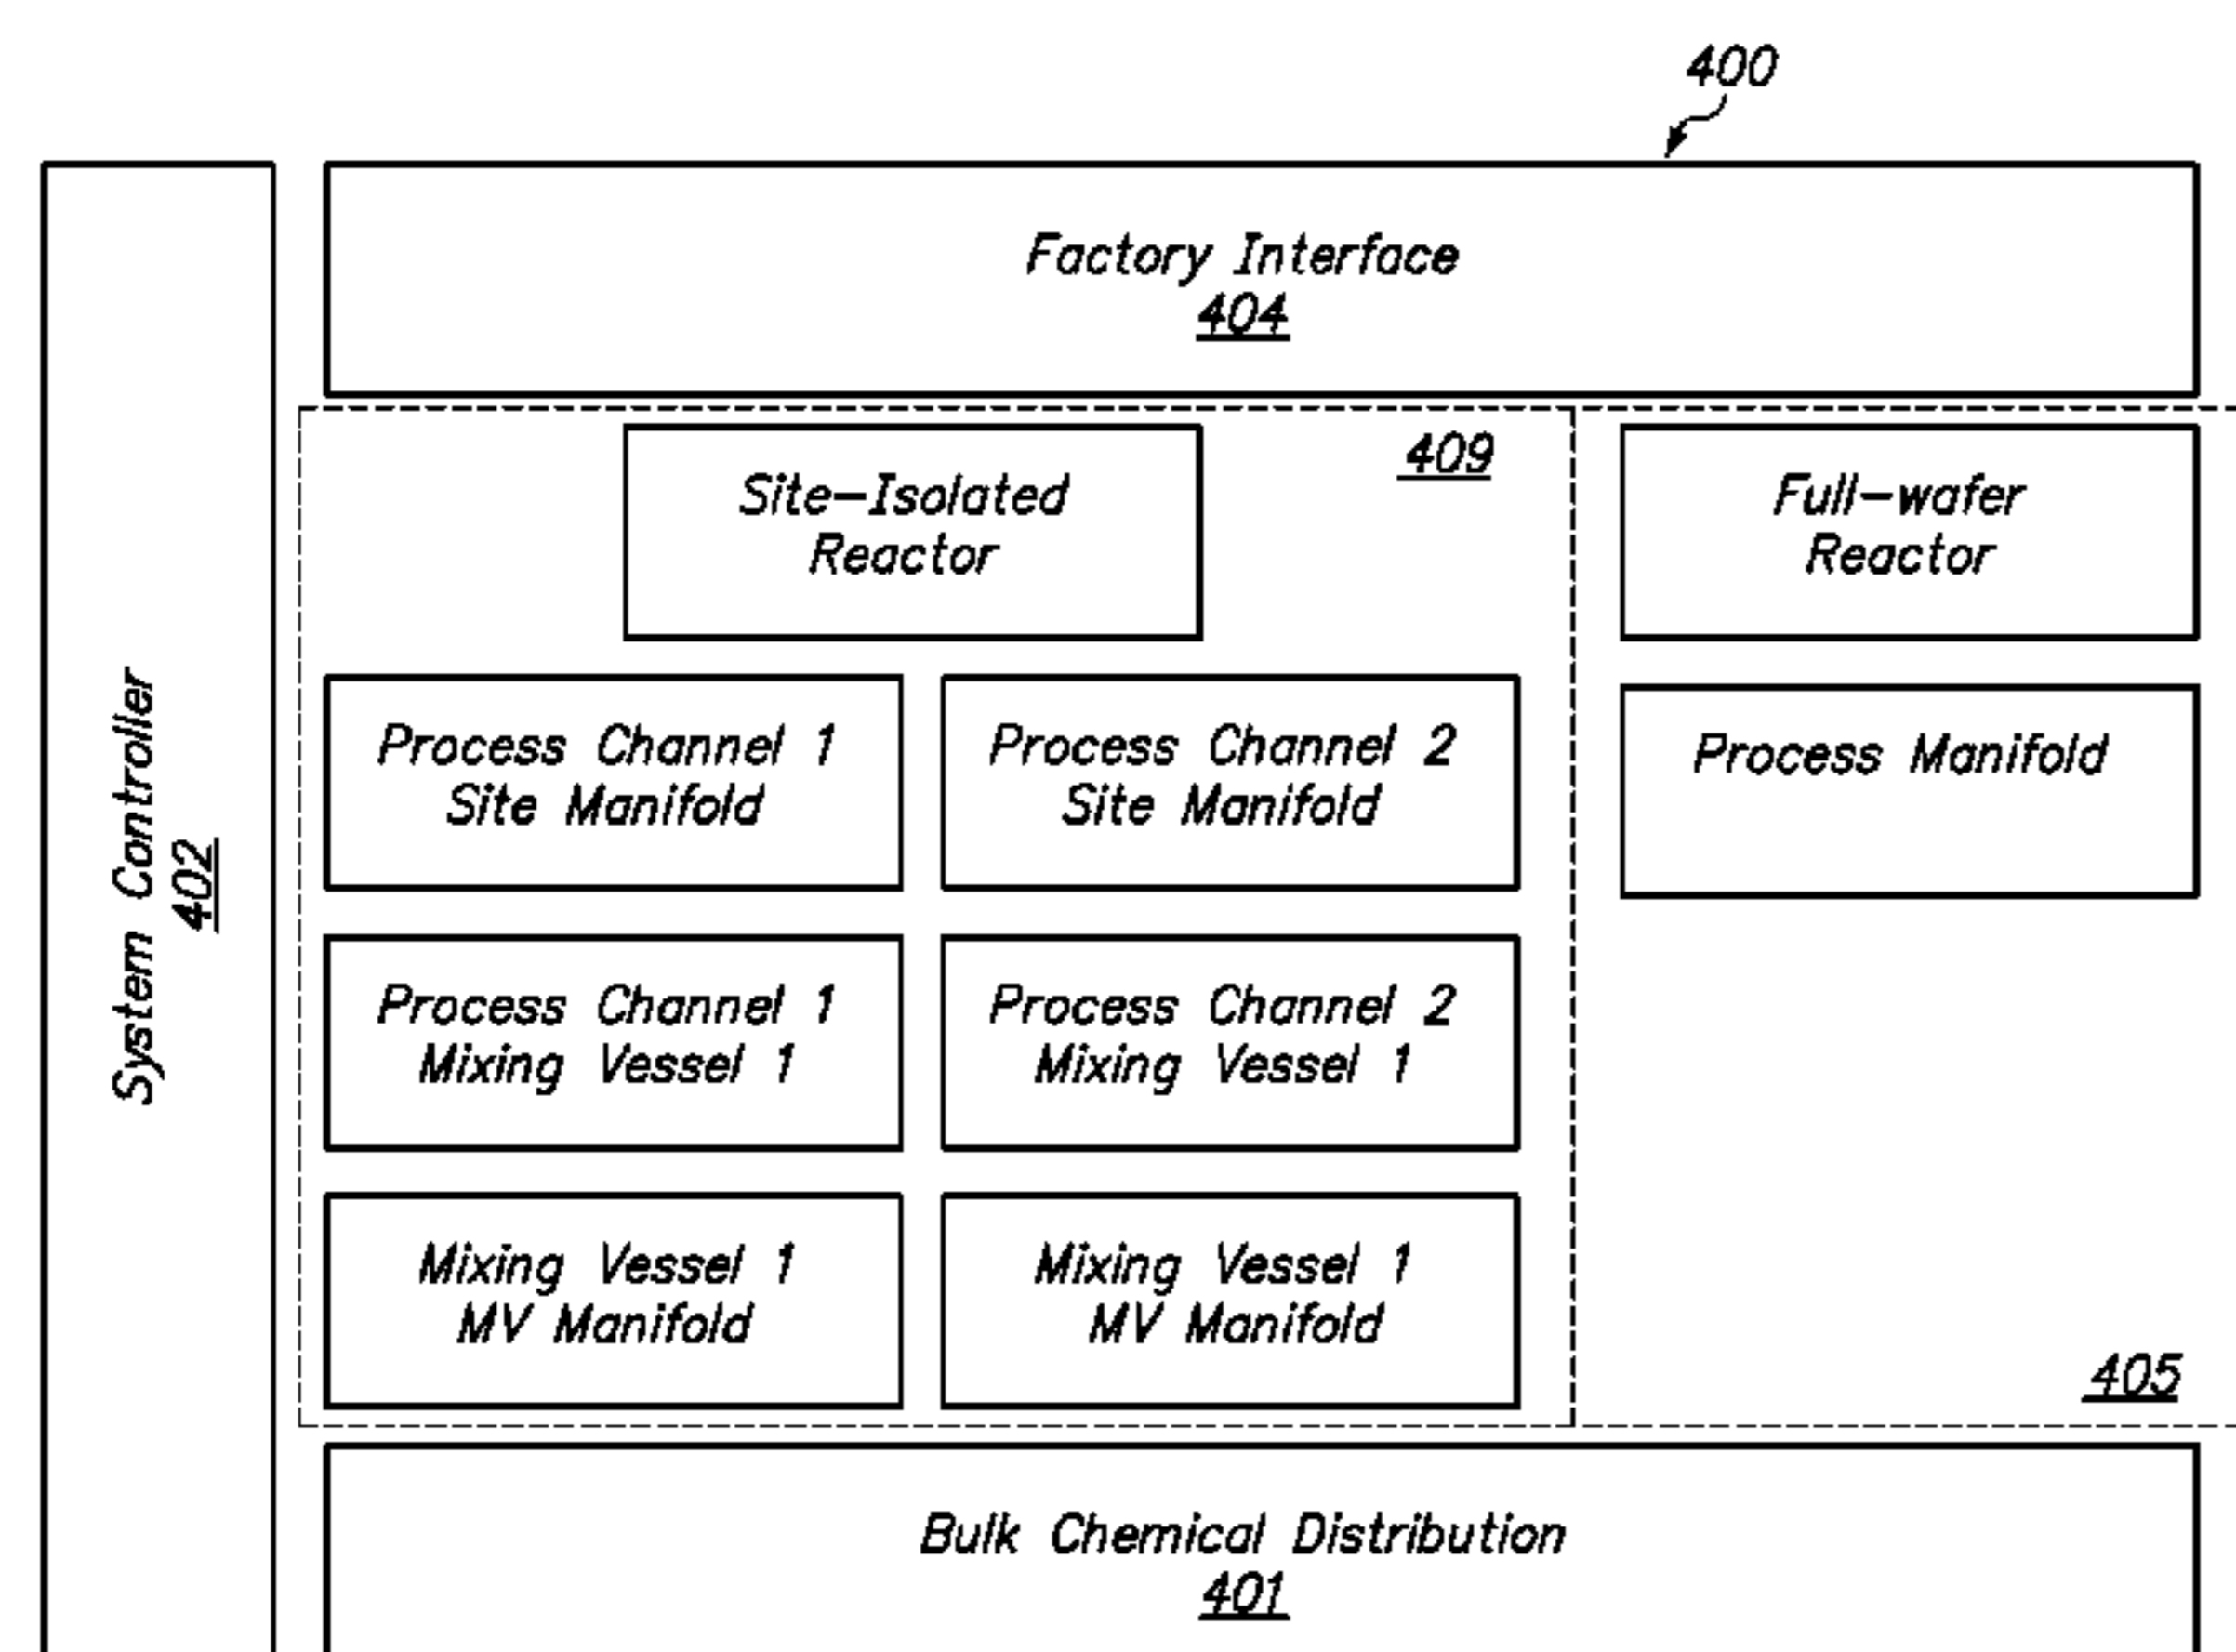 400
Factory Interface
404
System Controller
402
409
Site-Isolated
Reactor
Full-wafer
Reactor
Process Channel 1
Site Manifold
Process Channel 2
Site Manifold
Process Manifold
Process Channel 1
Mixing Vessel 1
Process Channel 2
Mixing Vessel 1
Mixing Vessel 1
MV Manifold
Mixing Vessel 1
MV Manifold
405
Bulk Chemical Distribution
401